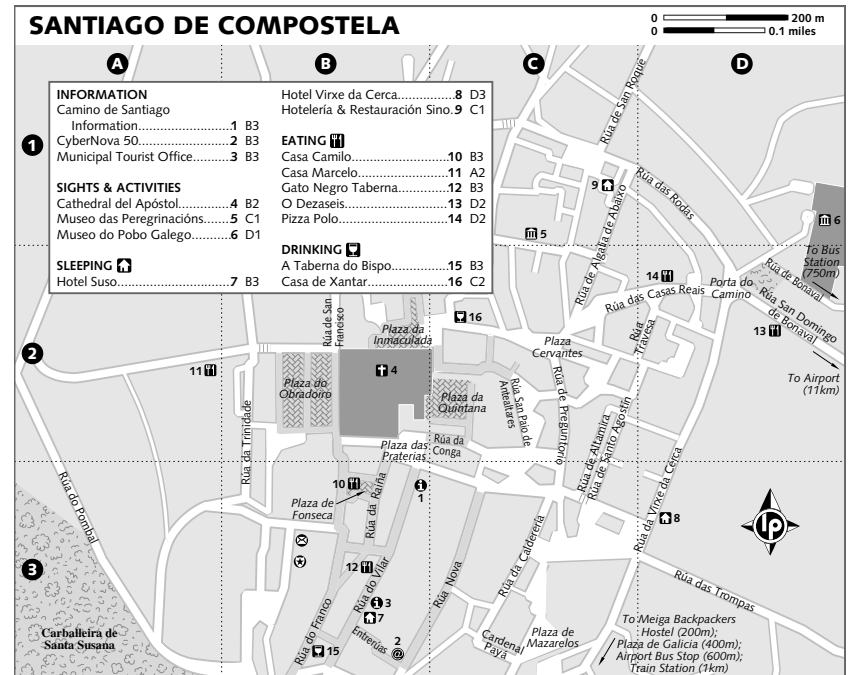 SANTIAGO DE COMPOSTELA
0 200 m
0 0.1 miles
A B C D
INFORMATION
Camino de Santiago
Information..........................1 B3
CyberNova 50......................2 B3
Municipal Tourist Office........3 B3
SIGHTS & ACTIVITIES
Cathedral del Apóstol...........4 B2
Museo das Peregrinacións.....5 C1
Museo do Pobo Galego.........6 D1
SLEEPING
Hotel Suso...........................7 B3
Hotel Virxe da Cerca..............8 D3
Hotelería & Restauración Sino.9 C1
EATING
Casa Camilo........................10 B3
Casa Marcelo......................11 A2
Gato Negro Taberna............12 B3
O Dezaseis.........................13 D2
Pizza Polo..........................14 D2
DRINKING
A Taberna do Bispo..............15 B3
Casa de Xantar....................16 C2
1
Rúa de San Roque
9
Rúa das Rodas
Rúa de Algalia de Abaixo
5
6
To Bus
Station
(750m)
Rúa de Bonaval
14
Porta do
Camino
Rúa das Casas Reais
Rúa San Domingo
de Bonaval
13
To Airport
(11km)
2
Rúa de San
Francisco
Plaza da
Inmaculada
16
Plaza
Cervantes
Rúa
Travesa
11
Plaza do
Obradoiro
4
Plaza da
Quintana
Rúa San Paio de
Antealtares
Rúa de Preguntorio
Rúa da Trinidade
Rúa da
Conga
Plaza das
Praterías
Rúa de Altamira
Rúa de Santo Agostín
Rúa da Virxe da Cerca
Rúa do Pombal
10
Plaza de
Fonseca
Rúa da Raiña
1
8
lp
3
12
Rúa do Vilar
Rúa Nova
Rúa da Caldereria
Rúa das Trompas
3
7
Rúa do Franco
Entrerúas
2
@
15
Cardenal
Payá
Plaza de
Mazarelos
Carballeira de
Santa Susana
To Meiga Backpackers
Hostel (200m);
Plaza de Galicia (400m);
Airport Bus Stop (600m);
Train Station (1km)